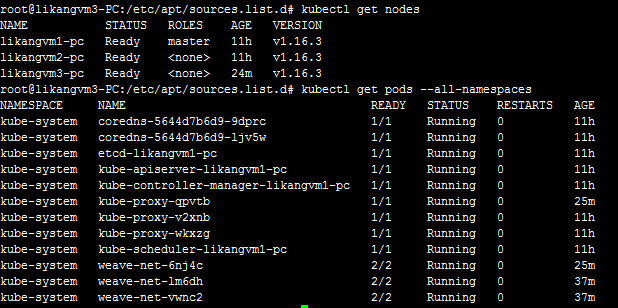 root@likangvm3-PC:/etc/apt/sources.list.d# kubectl get nodes
NAME STATUS ROLES AGE VERSION
likangvm1-pc Ready master 11h v1.16.3
likangvm2-pc Ready <none> 11h v1.16.3
likangvm3-pc Ready <none> 24m v1.16.3
root@likangvm3-PC:/etc/apt/sources.list.d# kubectl get pods --all-namespaces
NAMESPACE NAME READY STATUS RESTARTS AGE
kube-system coredns-5644d7b6d9-9dprc 1/1 Running 0 11h
kube-system coredns-5644d7b6d9-ljv5w 1/1 Running 0 11h
kube-system etcd-likangvm1-pc 1/1 Running 0 11h
kube-system kube-apiserver-likangvm1-pc 1/1 Running 0 11h
kube-system kube-controller-manager-likangvm1-pc 1/1 Running 0 11h
kube-system kube-proxy-qpvtb 1/1 Running 0 25m
kube-system kube-proxy-v2xnb 1/1 Running 0 11h
kube-system kube-proxy-wkxzg 1/1 Running 0 11h
kube-system kube-scheduler-likangvm1-pc 1/1 Running 0 11h
kube-system weave-net-6nj4c 2/2 Running 0 25m
kube-system weave-net-lm6dh 2/2 Running 0 37m
kube-system weave-net-vwnc2 2/2 Running 0 37m